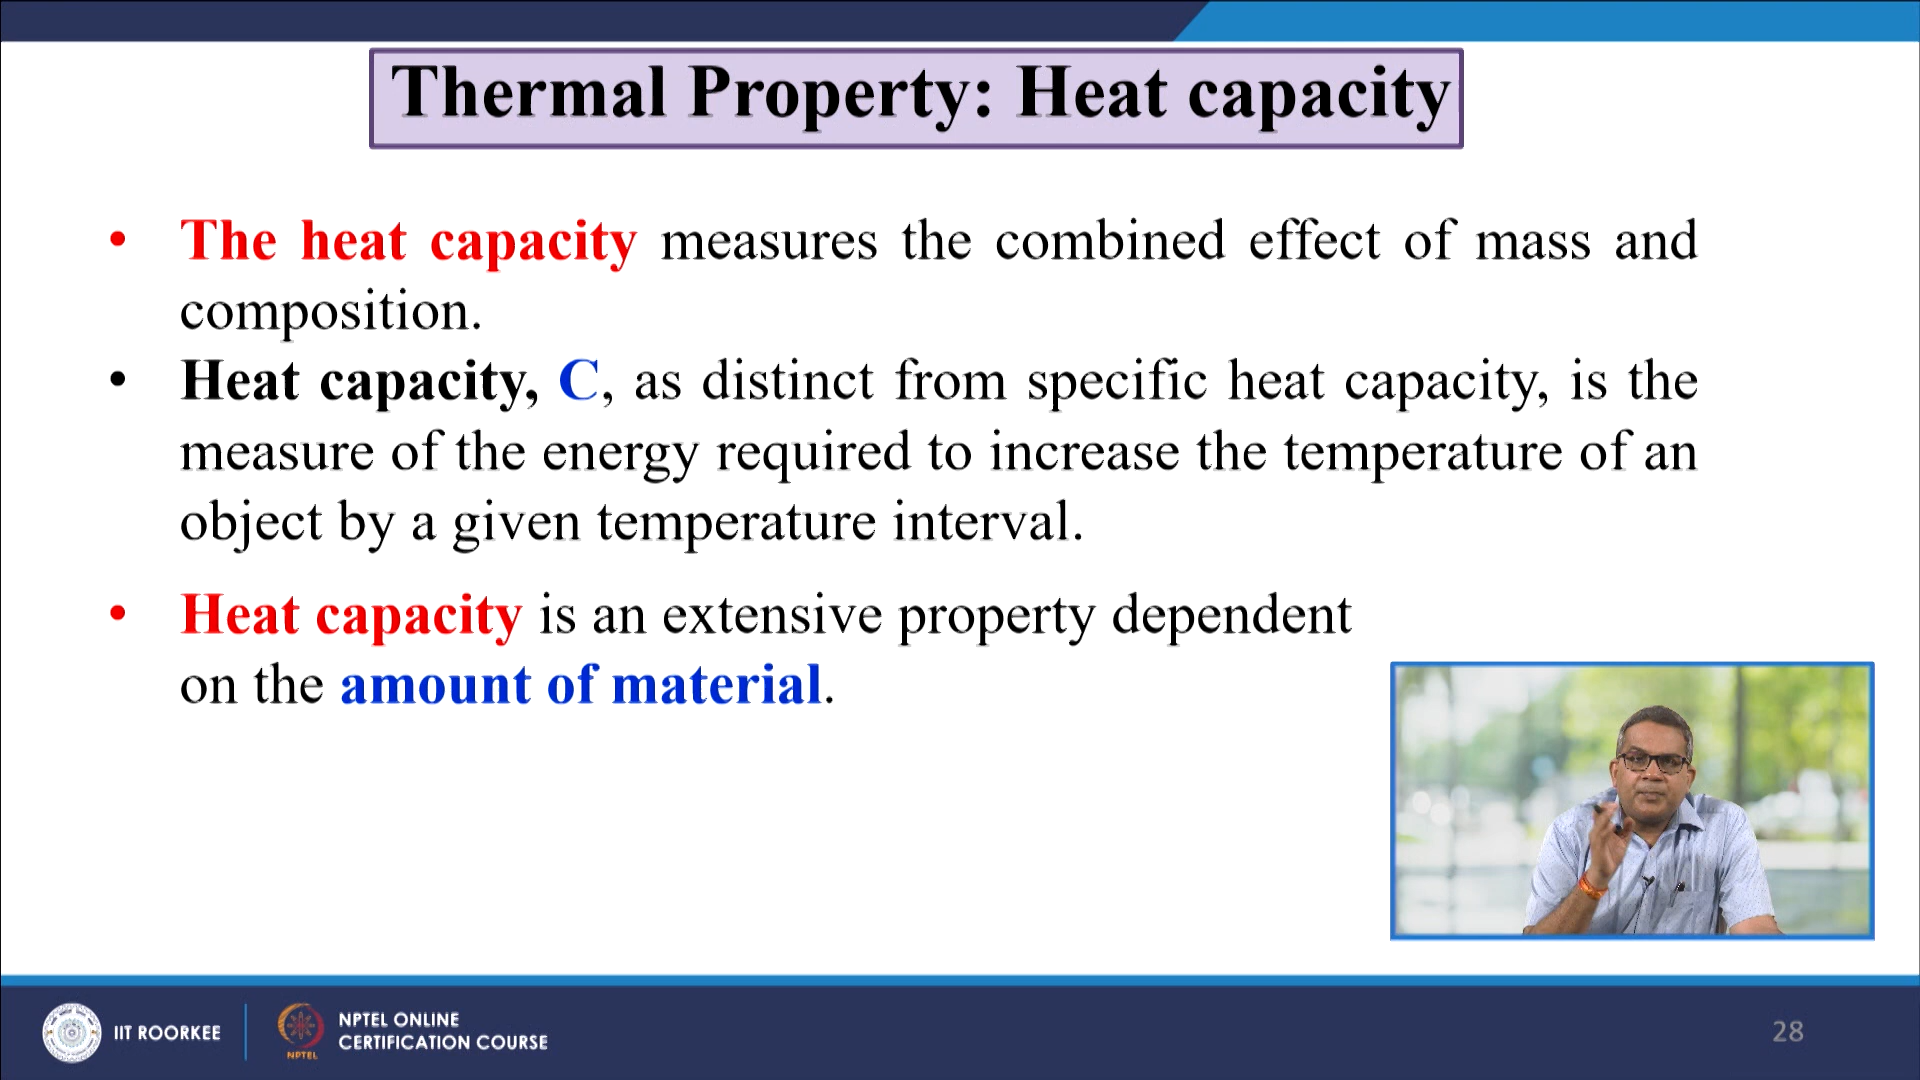 Thermal Property: Heat capacity
• The heat capacity measures the combined effect of mass and
composition.
• Heat capacity, C, as distinct from specific heat capacity, is the
measure of the energy required to increase the temperature of an
object by a given temperature interval.
• Heat capacity is an extensive property dependent
on the amount of material.
IIT ROORKEE
NPTEL
NPTEL ONLINE
CERTIFICATION COURSE
28